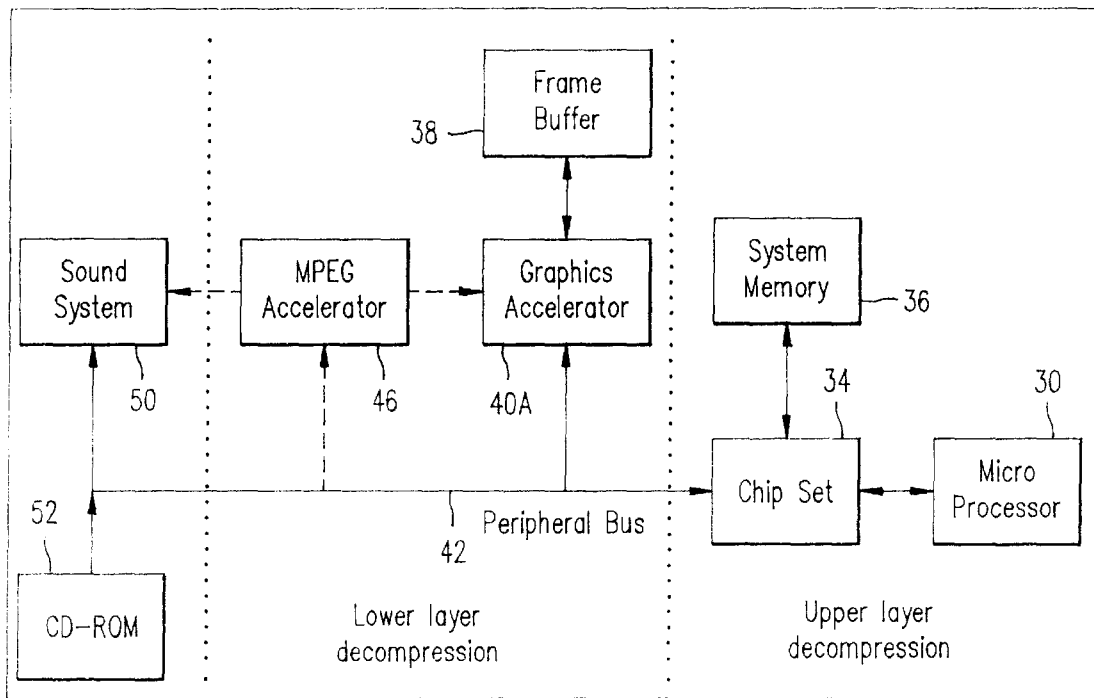 Frame
Buffer
38
Sound
System
50
MPEG
Accelerator
46
Graphics
Accelerator
40A
System
Memory
36
34
30
Chip Set
Micro
Processor
Peripheral Bus
42
52
CD-ROM
Lower layer
decompression
Upper layer
decompression